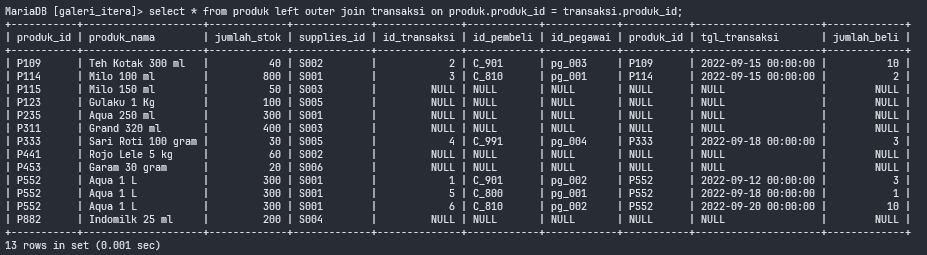 MariaDB [galeri_itera]> select * from produk left outer join transaksi on produk.produk_id = transaksi.produk_id;
+-----------+----------------------+-------------+-------------+--------------+------------+------------+-----------+---------------------+-------------+
| produk_id | produk_nama          | jumlah_stok | supplies_id | id_transaksi | id_pembeli | id_pegawai | produk_id | tgl_transaksi       | jumlah_beli |
+-----------+----------------------+-------------+-------------+--------------+------------+------------+-----------+---------------------+-------------+
| P109      | Teh Kotak 300 ml     |          40 | S002        |            2 | C_901      | pg_003     | P109      | 2022-09-15 00:00:00 |          10 |
| P114      | Milo 100 ml          |         800 | S001        |            3 | C_810      | pg_001     | P114      | 2022-09-15 00:00:00 |           2 |
| P115      | Milo 150 ml          |          50 | S003        |         NULL | NULL       | NULL       | NULL      | NULL                |        NULL |
| P123      | Gulaku 1 Kg          |         100 | S005        |         NULL | NULL       | NULL       | NULL      | NULL                |        NULL |
| P235      | Aqua 250 ml          |         300 | S001        |         NULL | NULL       | NULL       | NULL      | NULL                |        NULL |
| P311      | Grand 320 ml         |         400 | S003        |         NULL | NULL       | NULL       | NULL      | NULL                |        NULL |
| P333      | Sari Roti 100 gram   |          30 | S005        |            4 | C_991      | pg_004     | P333      | 2022-09-18 00:00:00 |           3 |
| P441      | Rojo Lele 5 kg       |          60 | S002        |         NULL | NULL       | NULL       | NULL      | NULL                |        NULL |
| P453      | Garam 30 gram        |          20 | S006        |         NULL | NULL       | NULL       | NULL      | NULL                |        NULL |
| P552      | Aqua 1 L             |         300 | S001        |            1 | C_901      | pg_002     | P552      | 2022-09-12 00:00:00 |           3 |
| P552      | Aqua 1 L             |         300 | S001        |            5 | C_800      | pg_001     | P552      | 2022-09-18 00:00:00 |           1 |
| P552      | Aqua 1 L             |         300 | S001        |            6 | C_810      | pg_002     | P552      | 2022-09-20 00:00:00 |          10 |
| P882      | Indomilk 25 ml       |         200 | S004        |         NULL | NULL       | NULL       | NULL      | NULL                |        NULL |
+-----------+----------------------+-------------+-------------+--------------+------------+------------+-----------+---------------------+-------------+
13 rows in set (0.001 sec)